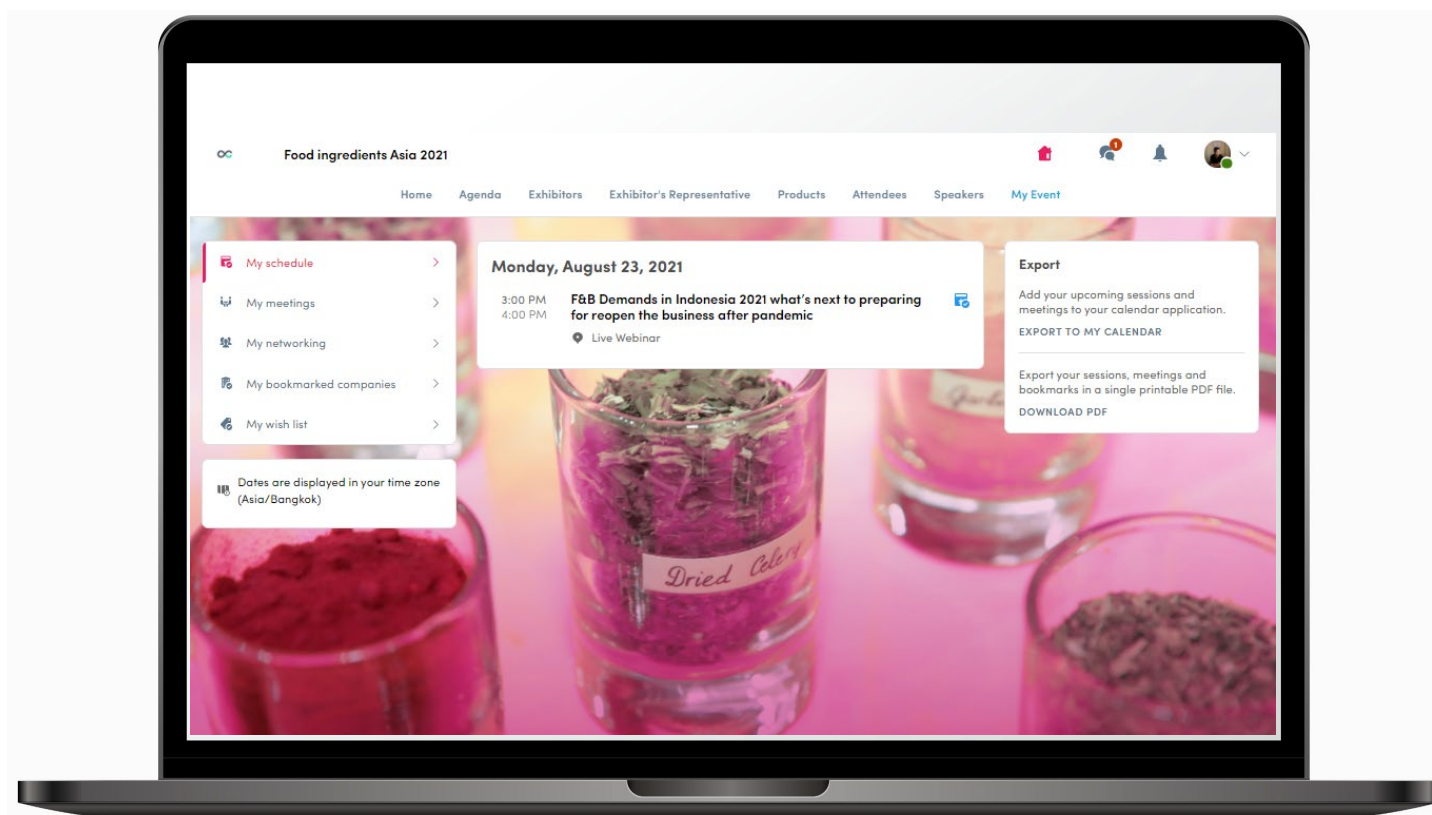 Food ingredients Asia 2021
1
Home Agenda Exhibitors Exhibitor's Representative Products Attendees Speakers My Event
My schedule
My meetings
My networking
My bookmarked companies
My wish list
Dates are displayed in your time zone
(Asia/Bangkok)
Monday, August 23, 2021
3:00 PM
4:00 PM
F&B Demands in Indonesia 2021 what's next to preparing
for reopen the business after pandemic
Live Webinar
Export
Add your upcoming sessions and
meetings to your calendar application.
EXPORT TO MY CALENDAR
Export your sessions, meetings and
bookmarks in a single printable PDF file.
DOWNLOAD PDF
Dried Celery